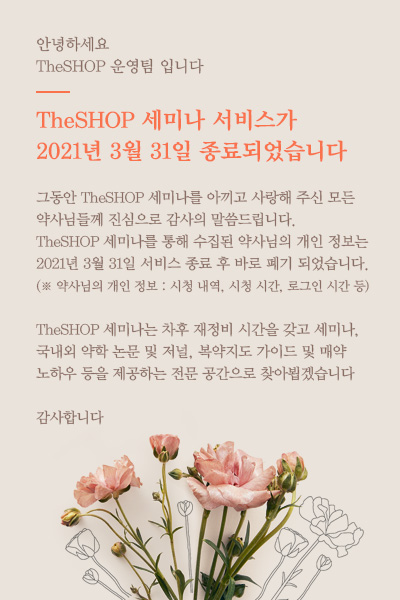 안녕하세요
TheSHOP 운영팀 입니다
TheSHOP 세미나 서비스가
2021년 3월 31일 종료되었습니다
그동안 TheSHOP 세미나를 아끼고 사랑해 주신 모든
약사님들께 진심으로 감사의 말씀드립니다.
TheSHOP 세미나를 통해 수집된 약사님의 개인 정보는
2021년 3월 31일 서비스 종료 후 바로 폐기 되었습니다.
(※ 약사님의 개인 정보 : 시청 내역, 시청 시간, 로그인 시간 등)
TheSHOP 세미나는 차후 재정비 시간을 갖고 세미나,
국내외 약학 논문 및 저널, 복약지도 가이드 및 매약
노하우 등을 제공하는 전문 공간으로 찾아뵙겠습니다
감사합니다